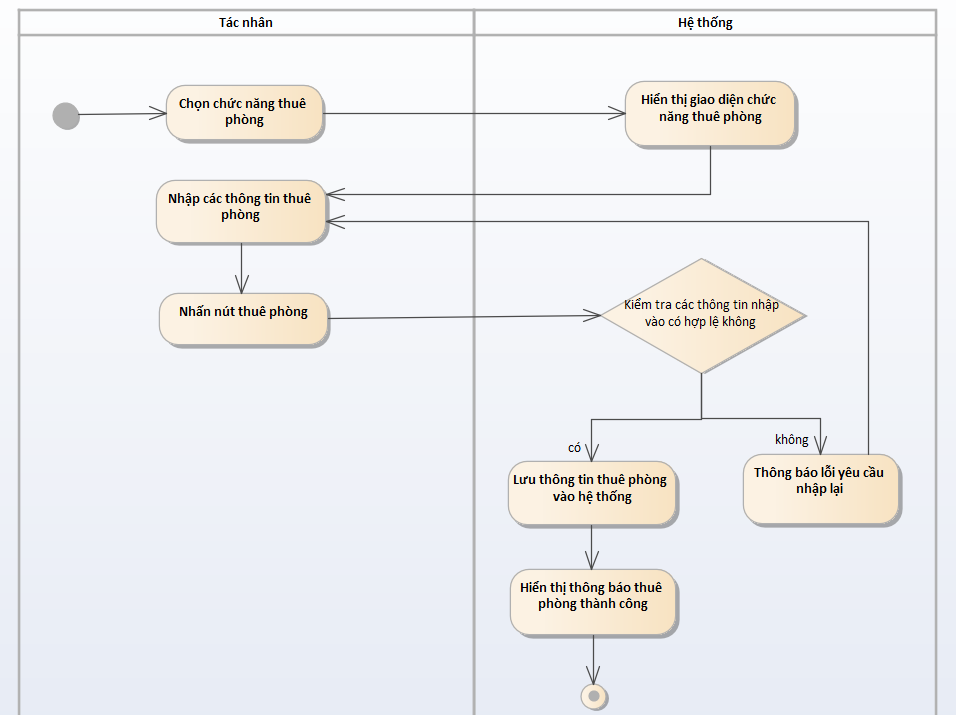 Tác nhân
Hệ thống
Chọn chức năng thuê
phòng
Hiển thị giao diện chức
năng thuê phòng
Nhập các thông tin thuê
phòng
Nhấn nút thuê phòng
Kiểm tra các thông tin nhập
vào có hợp lệ không
có
không
Lưu thông tin thuê phòng
vào hệ thống
Thông báo lỗi yêu cầu
nhập lại
Hiển thị thông báo thuê
phòng thành công